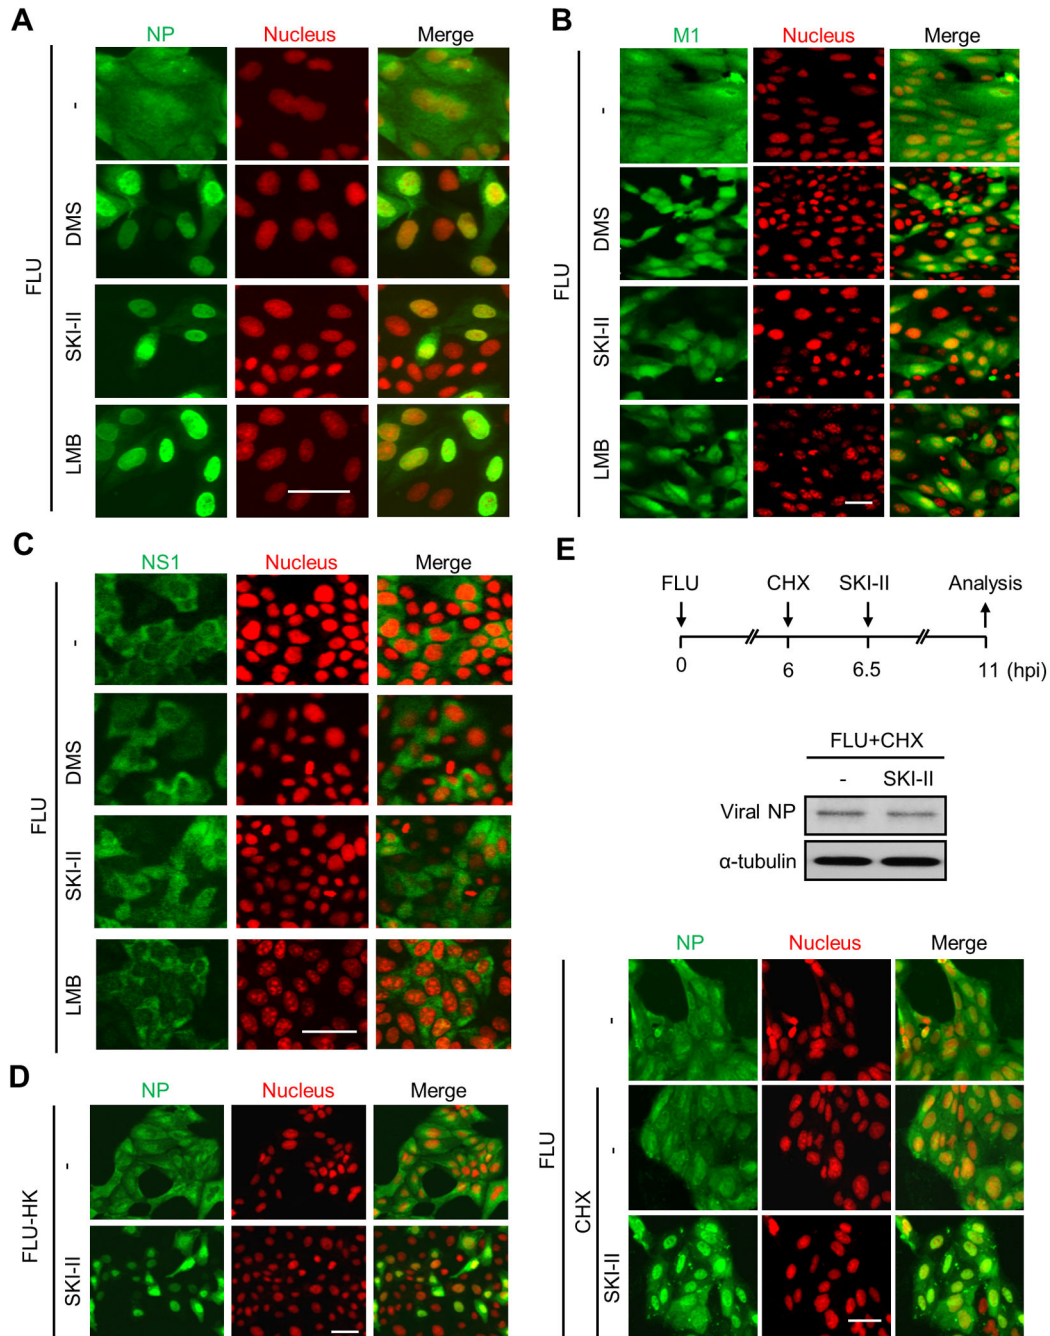 A
NP Nucleus Merge
FLU
-
DMS
SKI-II
LMB
B
M1 Nucleus Merge
FLU
-
DMS
SKI-II
LMB
C
NS1 Nucleus Merge
FLU
-
DMS
SKI-II
LMB
D
NP Nucleus Merge
FLU-HK
-
SKI-II
E
FLU CHX SKI-II Analysis
0 6 6.5 11 (hpi)
FLU+CHX
- SKI-II
Viral NP
α-tubulin
NP Nucleus Merge
FLU
-
CHX
-
SKI-II